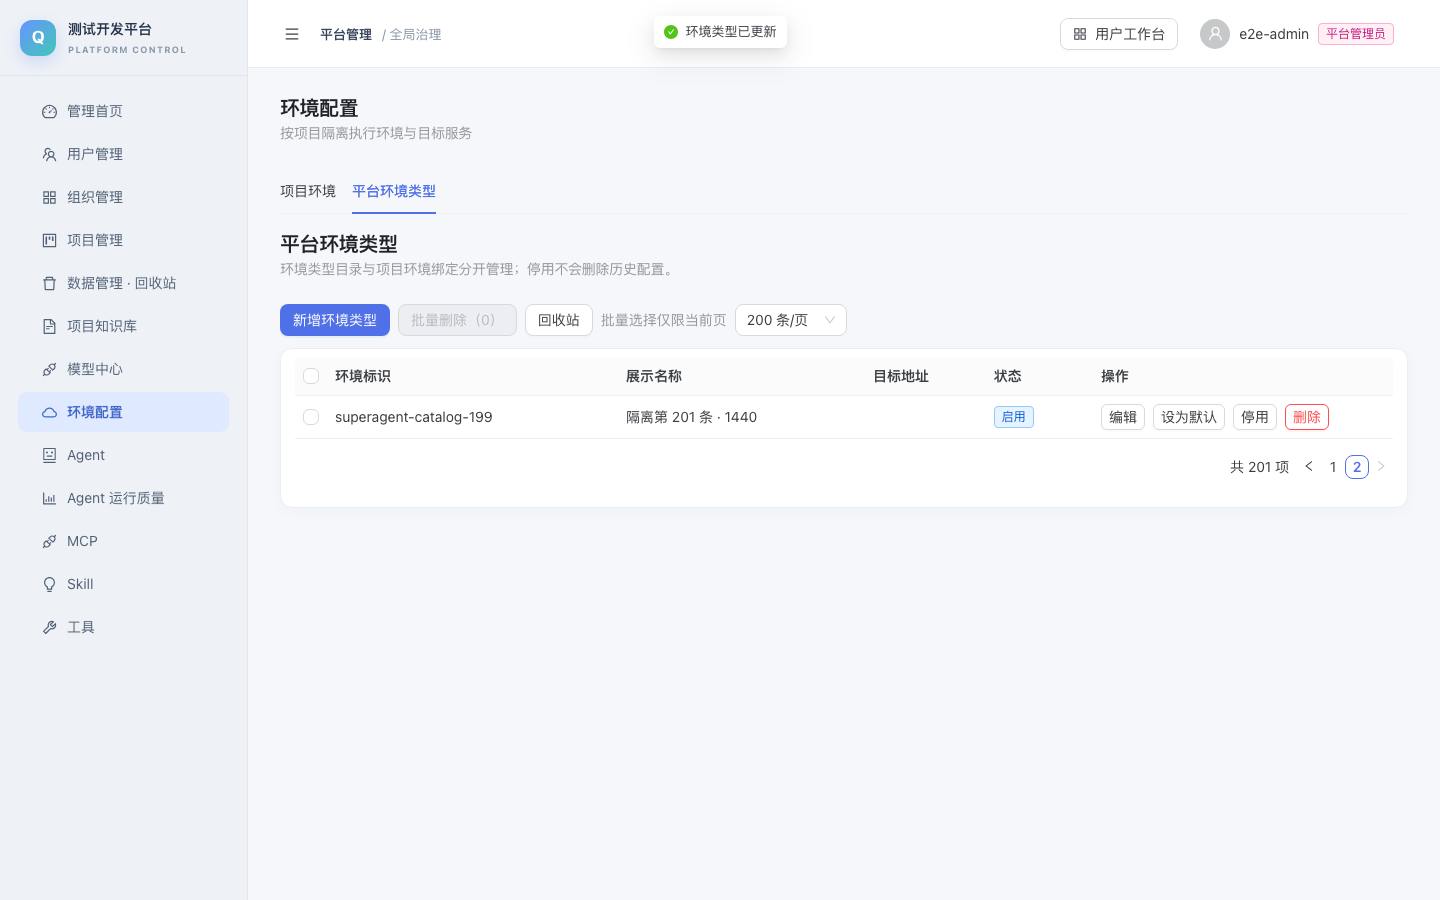 Q
测试开发平台
PLATFORM CONTROL
管理首页
用户管理
组织管理
项目管理
数据管理 · 回收站
项目知识库
模型中心
环境配置
Agent
Agent 运行质量
MCP
Skill
工具
平台管理 / 全局治理
环境类型已更新
用户工作台
e2e-admin
平台管理员
环境配置
按项目隔离执行环境与目标服务
项目环境 平台环境类型
平台环境类型
环境类型目录与项目环境绑定分开管理；停用不会删除历史配置。
新增环境类型 批量删除（0） 回收站 批量选择仅限当前页 200 条/页
环境标识 展示名称 目标地址 状态 操作
superagent-catalog-199 隔离第 201 条 · 1440 启用 编辑 设为默认 停用 删除
共 201 项 1 2